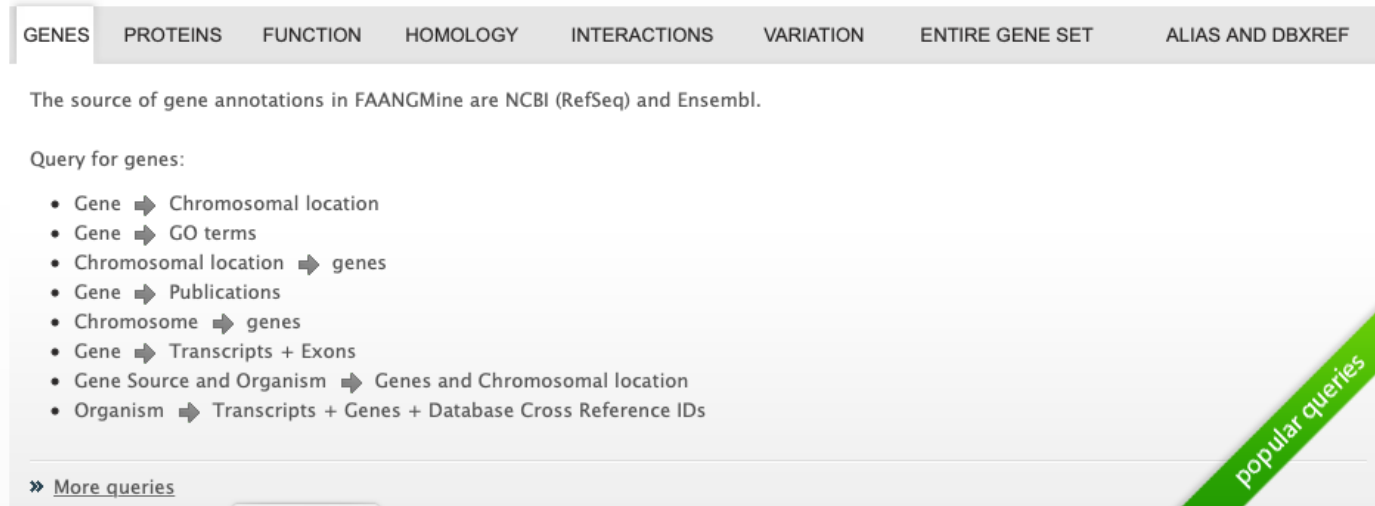 GENES PROTEINS FUNCTION HOMOLOGY INTERACTIONS VARIATION ENTIRE GENE SET ALIAS AND DBXREF
The source of gene annotations in FAANGMine are NCBI (RefSeq) and Ensembl.
Query for genes:
• Gene ➡ Chromosomal location
• Gene ➡ GO terms
• Chromosomal location ➡ genes
• Gene ➡ Publications
• Chromosome ➡ genes
• Gene ➡ Transcripts + Exons
• Gene Source and Organism ➡ Genes and Chromosomal location
• Organism ➡ Transcripts + Genes + Database Cross Reference IDs
popular queries
» More queries